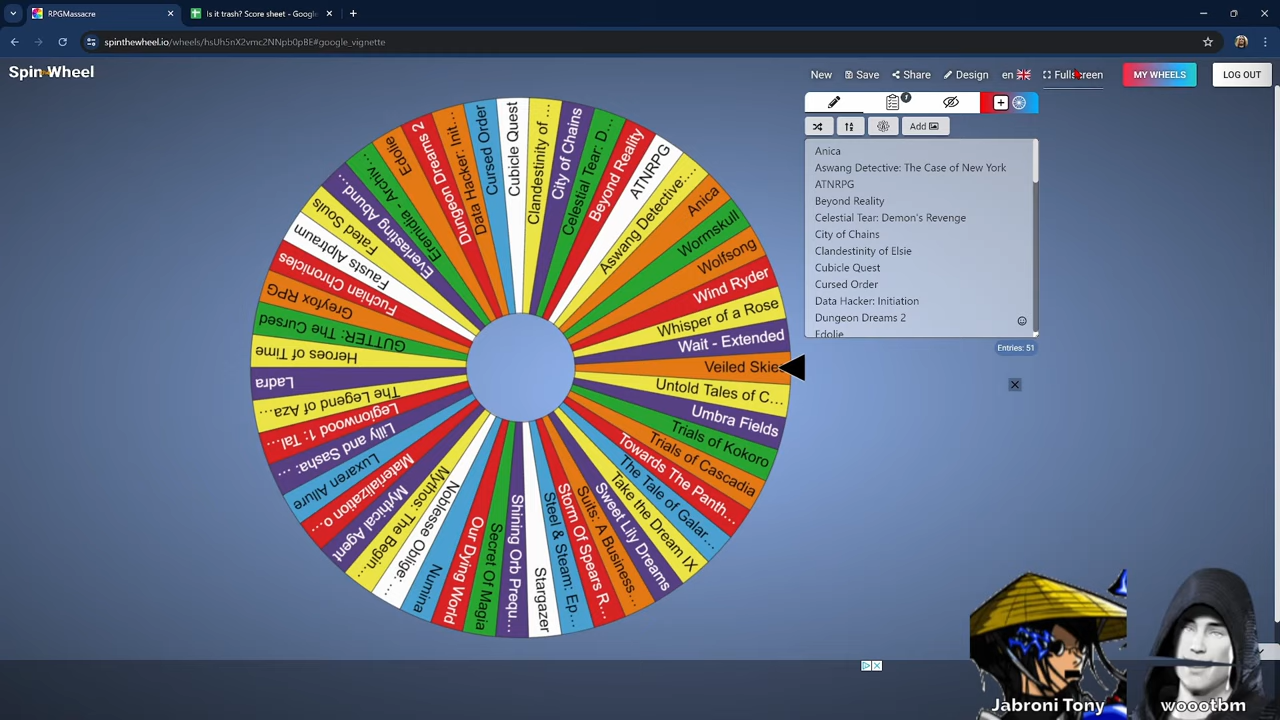 RPGMassacre
Is it trash? Score sheet - Google
spinthewheel.io/wheels/hsUh5nX2vmc2NNpb0pBE#google_vignette
Spin Wheel
New
Save
Share
Design
en
Fullscreen
MY WHEELS
LOG OUT
Add
Anica
Aswang Detective: The Case of New York
ATNRPG
Beyond Reality
Celestial Tear: Demon's Revenge
City of Chains
Clandestinity of Elsie
Cubicle Quest
Cursed Order
Data Hacker: Initiation
Dungeon Dreams 2
Edolie
Entries: 51
Cubicle Quest
Clandestinity of ...
City of Chains
Celestial Tear: D...
Beyond Reality
ATNRPG
Aswang Detective:...
Anica
Wormskull
Wolfsong
Wind Ryder
Whisper of a Rose
Wait - Extended
Veiled Skie
Untold Tales of C...
Umbra Fields
Trials of Kokoro
Trials of Cascadia
Towards The Panth...
The Tale of Galar...
Take the Dream IX
Sweet Lily Dreams
Suits: A Business...
Storm Of Spears R...
Steel & Steam: Ep...
Stargazer
Shining Orb Prequ...
Secret Of Magia
Our Dying World
Numina
Noblesse Oblige: ...
Mythos: The Begin...
Mythical Agent
Materialization o...
Luxaren Allure
Lilly and Sasha: ...
Legionwood 1: Tal...
The Legend of Aza...
Ladra
Heroes of Time
GUTTER: The Cursed
Greyfox RPG
Fuchian Chronicles
Fausts Alptraum
Fated Souls
Everlasting Abund...
Eremidia - Archiv...
Edolie
Dungeon Dreams 2
Data Hacker: Init...
Cursed Order
Jabroni Tony
woootbm